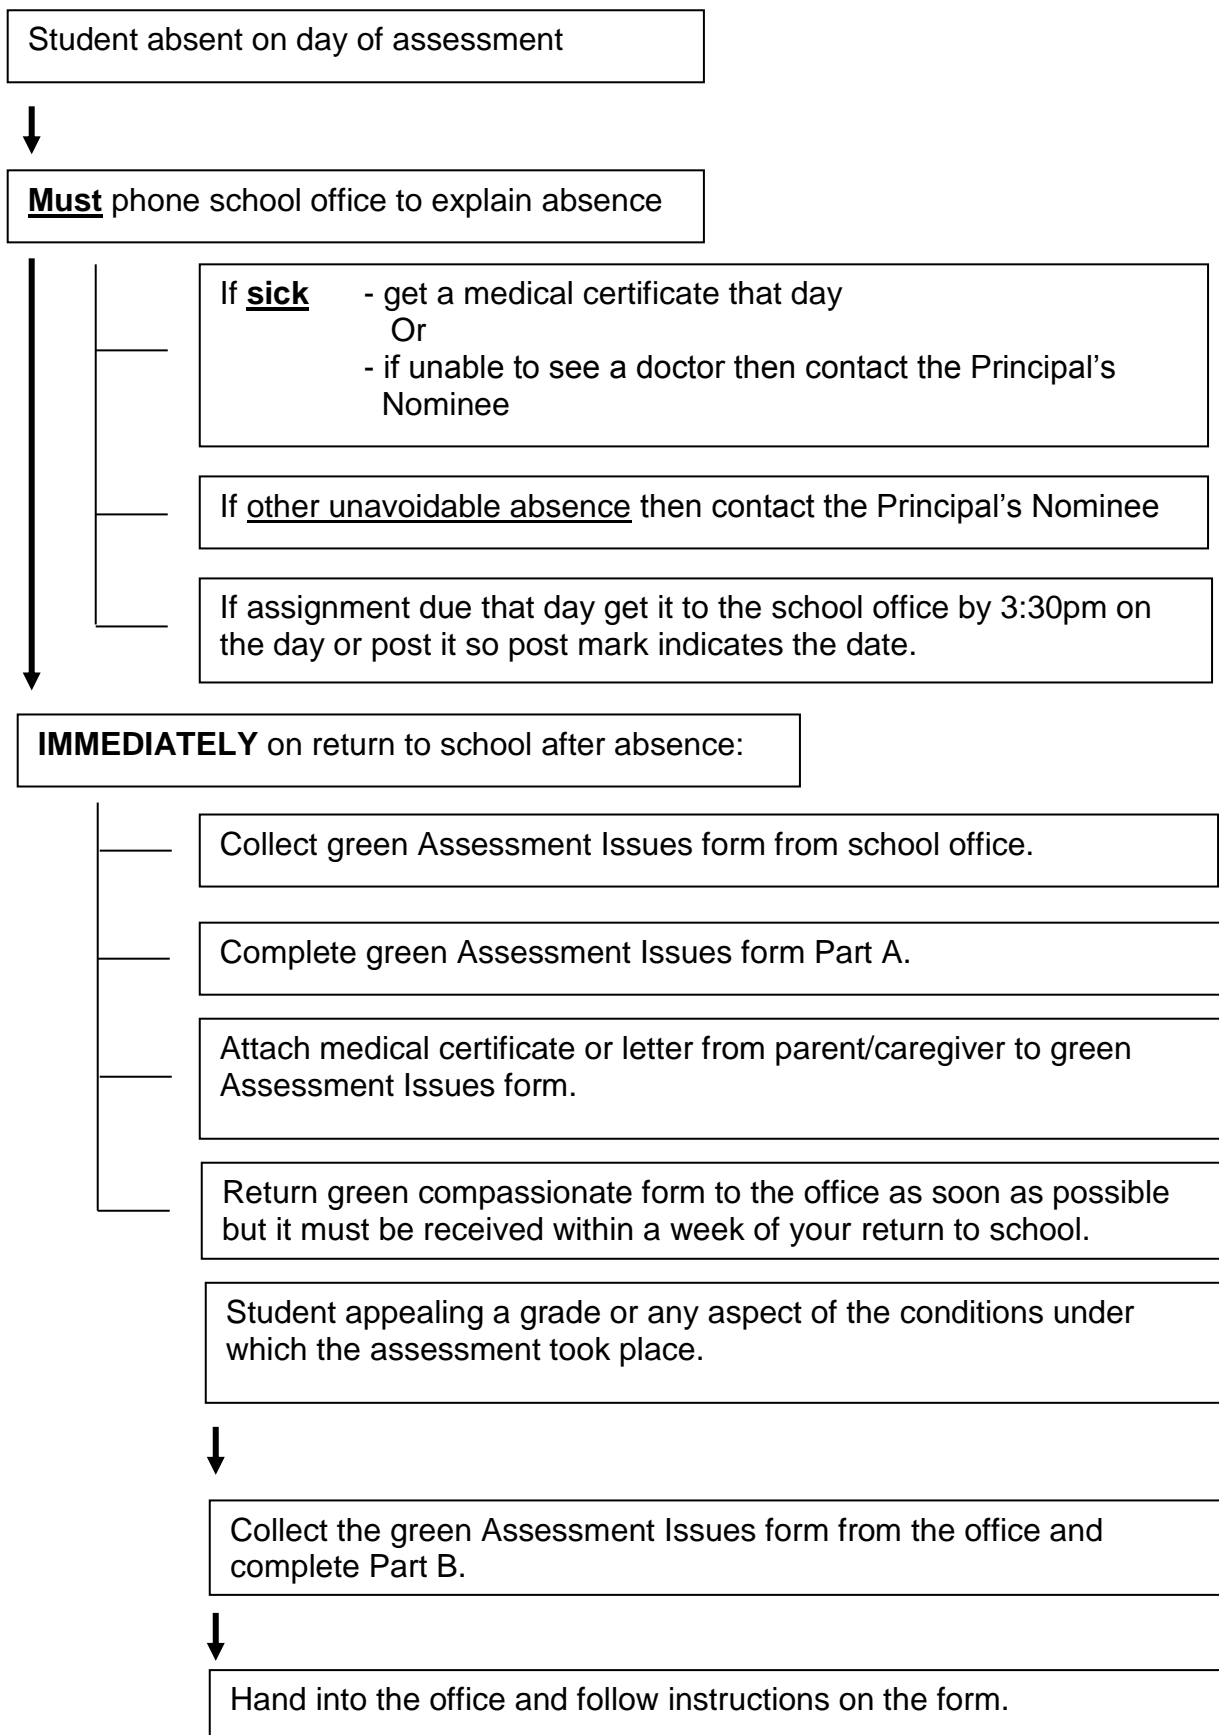 Student absent on day of assessment
Must phone school office to explain absence
If sick - get a medical certificate that day
Or
- if unable to see a doctor then contact the Principal's
Nominee
If other unavoidable absence then contact the Principal's Nominee
If assignment due that day get it to the school office by 3:30pm on
the day or post it so post mark indicates the date.
IMMEDIATELY on return to school after absence:
Collect green Assessment Issues form from school office.
Complete green Assessment Issues form Part A.
Attach medical certificate or letter from parent/caregiver to green
Assessment Issues form.
Return green compassionate form to the office as soon as possible
but it must be received within a week of your return to school.
Student appealing a grade or any aspect of the conditions under
which the assessment took place.
Collect the green Assessment Issues form from the office and
complete Part B.
Hand into the office and follow instructions on the form.